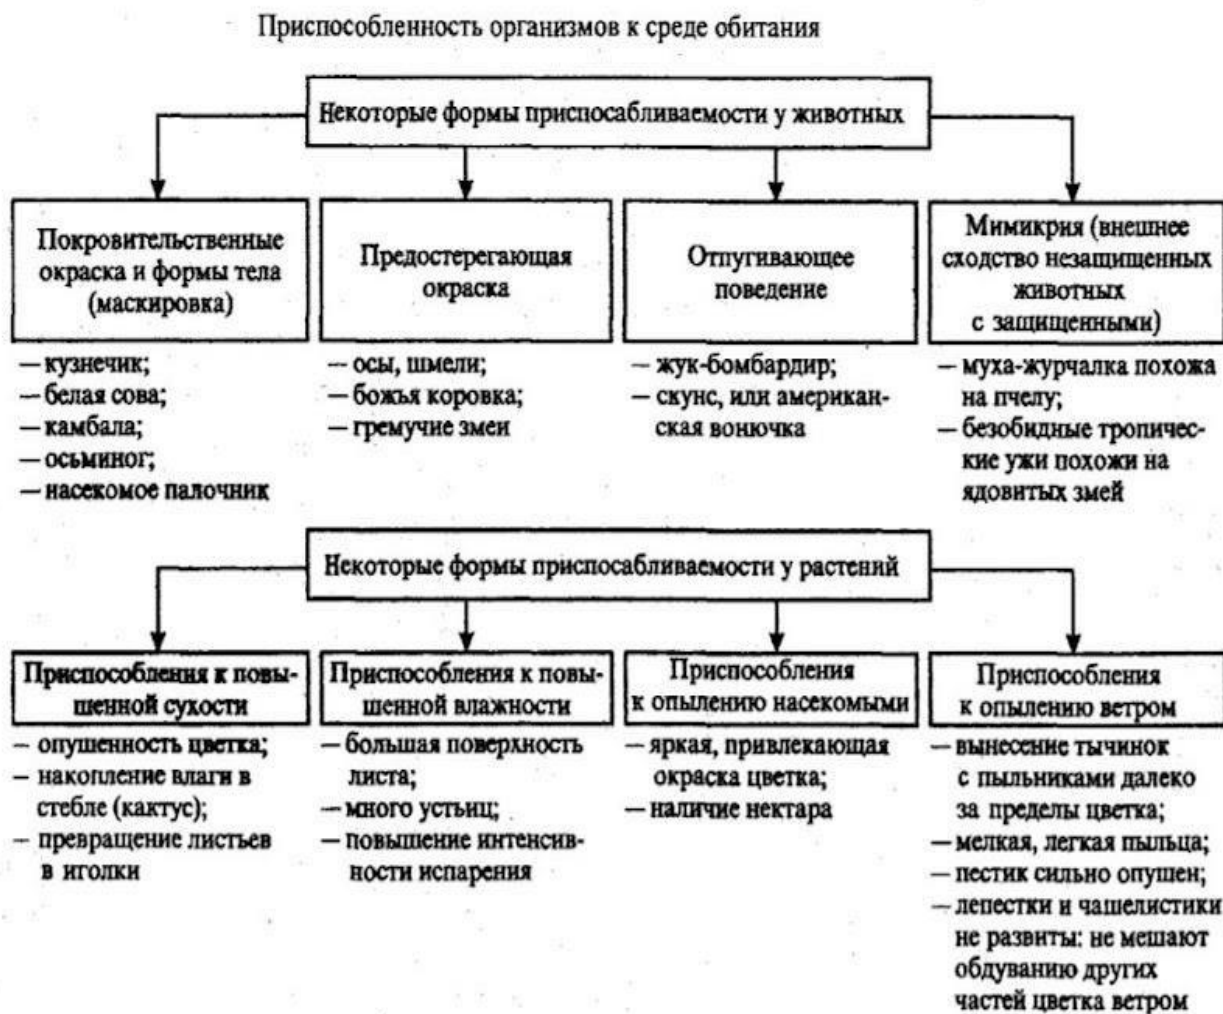 Приспособленность организмов к среде обитания
Некоторые формы приспосабливаемости у животных
Покровительственные
окраска и формы тела
(маскировка)
— кузнечик;
— белая сова;
— камбала;
— осьминог;
— насекомое палочник
Предостерегающая
окраска
— осы, шмели;
— божья коровка;
— гремучие змеи
Отпугивающее
поведение
— жук-бомбардир;
— скунс, или американ-
ская вонючка
Мимикрия (внешнее
сходство незащищенных
животных
с защищенными)
— муха-журчалка похожа
на пчелу;
— безобидные тропичес-
кие ужи похожи на
ядовитых змей
Некоторые формы приспосабливаемости у растений
Приспособления к повы-
шенной сухости
— опушенность цветка;
— накопление влаги в
стебле (кактус);
— превращение листьев
в иголки
Приспособления к повы-
шенной влажности
— большая поверхность
листа;
— много устьиц;
— повышение интенсив-
ности испарения
Приспособления
к опылению насекомыми
— яркая, привлекающая
окраска цветка;
— наличие нектара
Приспособления
к опылению ветром
— вынесение тычинок
с пыльниками далеко
за пределы цветка;
— мелкая, легкая пыльца;
— пестик сильно опушен;
— лепестки и чашелистики
не развиты: не мешают
обдуванию других
частей цветка ветром